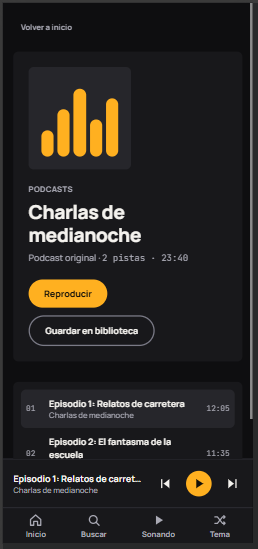 Volver a inicio
PODCASTS
Charlas de
medianoche
Podcast original · 2 pistas · 23:40
Reproducir
Guardar en biblioteca
01 Episodio 1: Relatos de carretera 12:05
Charlas de medianoche
Episodio 2: El fantasma de la
02 escuela 11:35
Episodio 1: Relatos de carret...
Charlas de medianoche
Inicio Buscar Sonando Tema